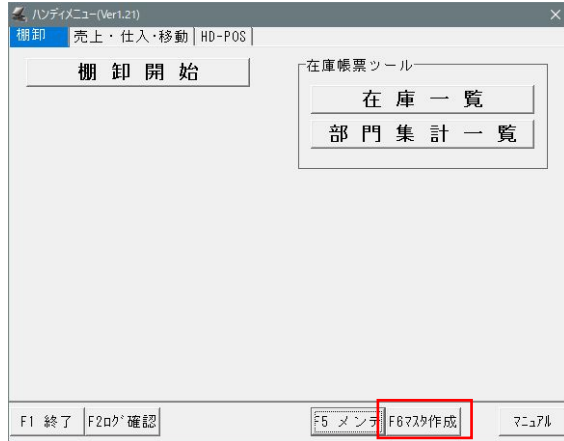 ハンディメニュー(Ver1.21)
棚卸 売上・仕入・移動 HD-POS
棚 卸 開 始
在庫帳票ツール
在 庫 一 覧
部 門 集 計 一 覧
F1 終了 F2ﾛｸﾞ確認 F5 メンテ F6ﾏｽﾀ作成 ﾏﾆｭｱﾙ